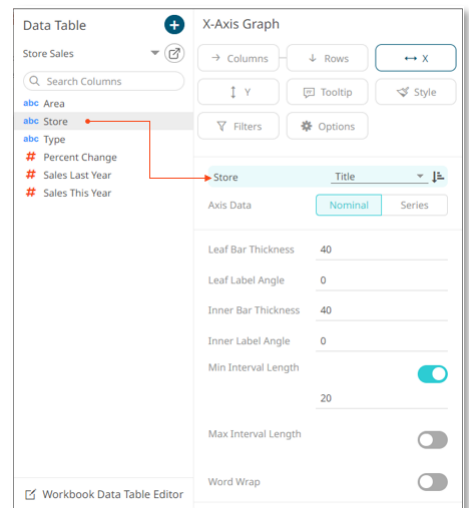 Data Table
Store Sales
Search Columns
abc Area
abc Store
abc Type
# Percent Change
# Sales Last Year
# Sales This Year
Workbook Data Table Editor
X-Axis Graph
Columns
Rows
X
Y
Tooltip
Style
Filters
Options
Store Title
Axis Data Nominal Series
Leaf Bar Thickness 40
Leaf Label Angle 0
Inner Bar Thickness 40
Inner Label Angle 0
Min Interval Length
20
Max Interval Length
Word Wrap